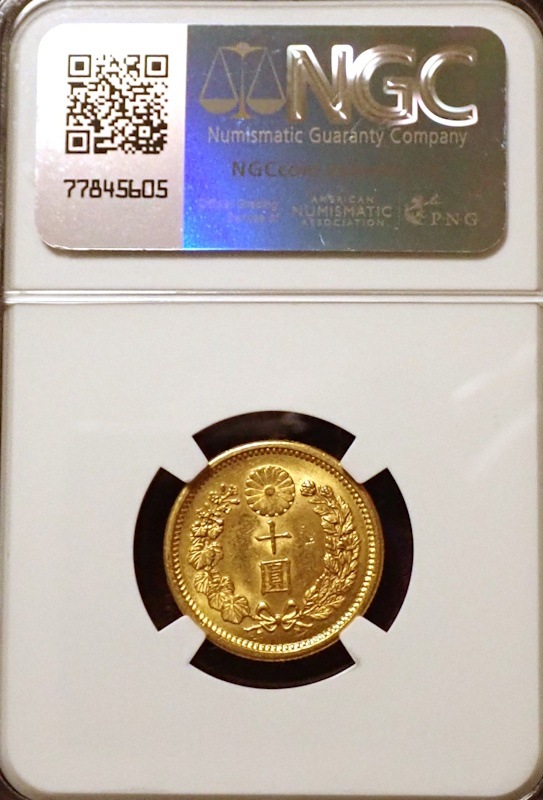 NGC
Numismatic Guaranty Company
77845605
Official Grading
Service of
AMERICAN
NUMISMATIC
ASSOCIATION
PNG
十
圓